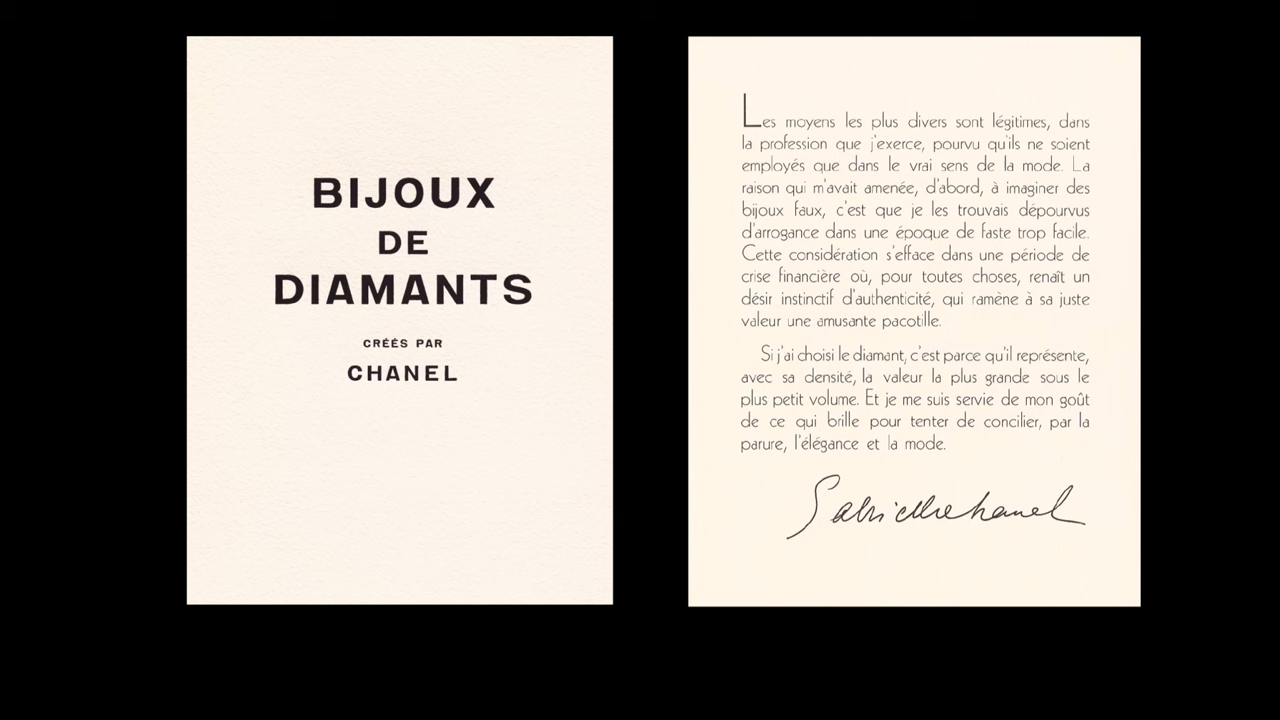 BIJOUX
DE
DIAMANTS
CRÉÉS PAR
CHANEL
Les moyens les plus divers sont légitimes, dans
la profession que j'exerce, pourvu qu'ils ne soient
employés que dans le vrai sens de la mode. La
raison qui m'avait amenée, d'abord, à imaginer des
bijoux faux, c'est que je les trouvais dépourvus
d'arrogance dans une époque de faste trop facile.
Cette considération s'efface dans une période de
crise financière où, pour toutes choses, renaît un
désir instinctif d'authenticité, qui ramène à sa juste
valeur une amusante pacotille.
Si j'ai choisi le diamant, c'est parce qu'il représente,
avec sa densité, la valeur la plus grande sous le
plus petit volume. Et je me suis servie de mon goût
de ce qui brille pour tenter de concilier, par la
parure, l'élégance et la mode.
Gabrielle Chanel